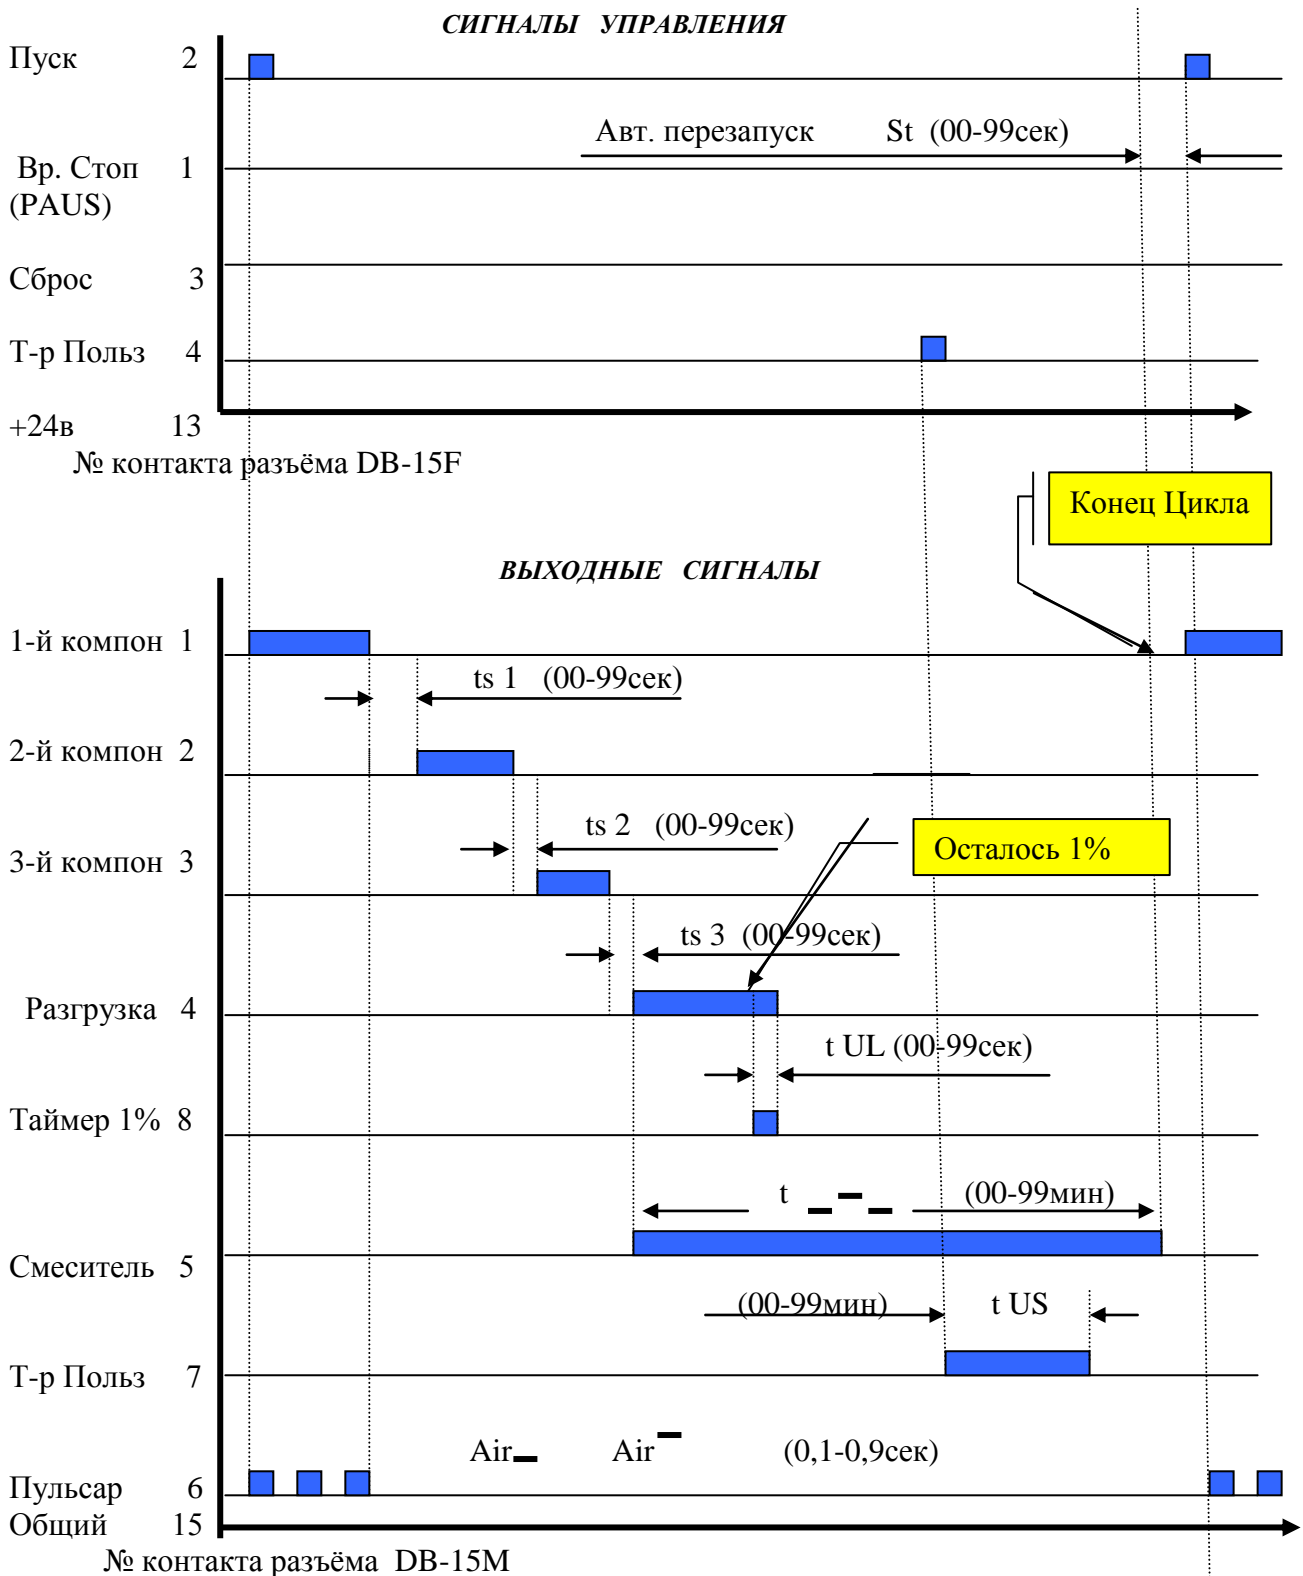 СИГНАЛЫ УПРАВЛЕНИЯ
Пуск 2
Авт. перезапуск St (00-99сек)
Вр. Стоп 1
(PAUS)
Сброс 3
Т-р Польз 4
+24в 13
№ контакта разъёма DB-15F
Конец Цикла
ВЫХОДНЫЕ СИГНАЛЫ
1-й компон 1
ts 1 (00-99сек)
2-й компон 2
ts 2 (00-99сек)
Осталось 1%
3-й компон 3
ts 3 (00-99сек)
Разгрузка 4
t UL (00-99сек)
Таймер 1% 8
t (00-99мин)
Смеситель 5
(00-99мин) t US
Т-р Польз 7
Air Air (0,1-0,9сек)
Пульсар 6
Общий 15
№ контакта разъёма DB-15M